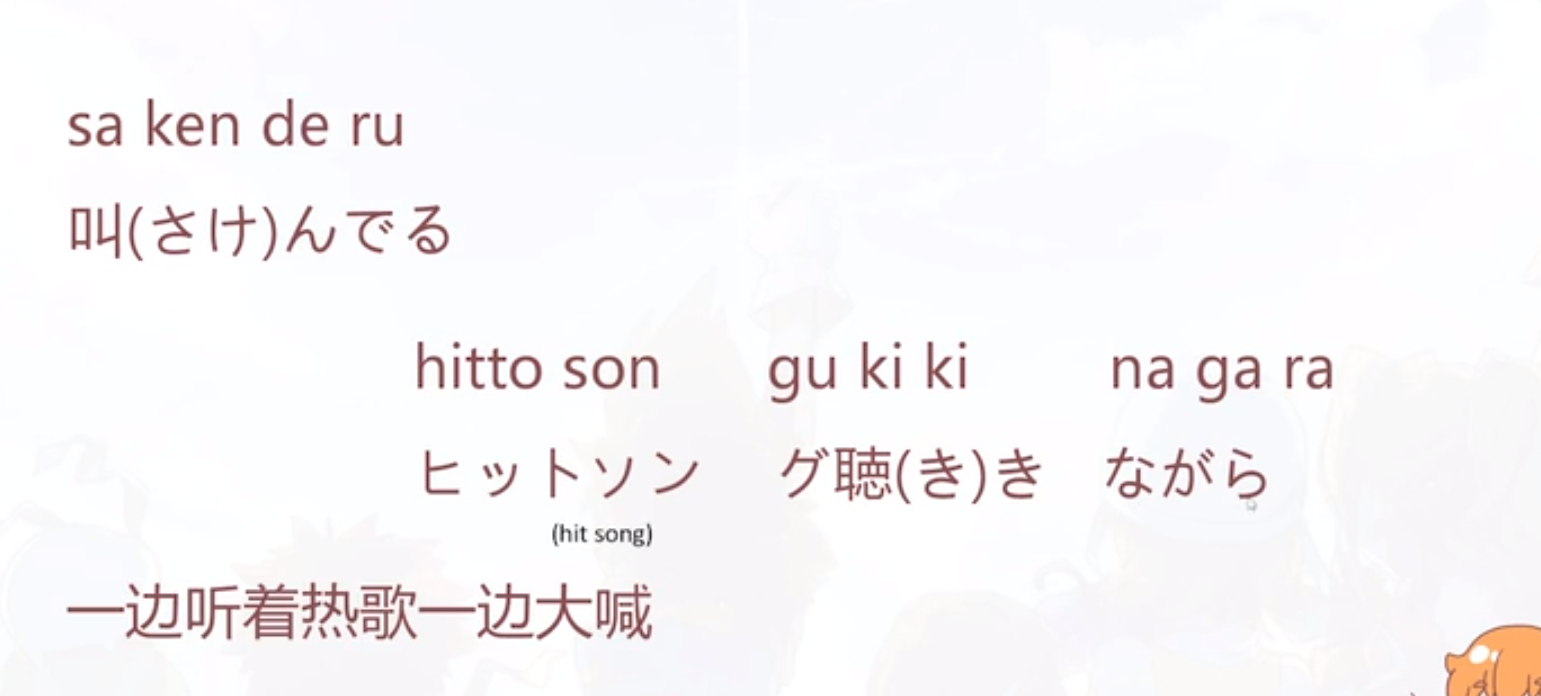 sa ken de ru
叫(さけ)んでる
hitto son gu ki ki na ga ra
ヒットソン グ聴(き)き ながら
(hit song)
一边听着热歌一边大喊